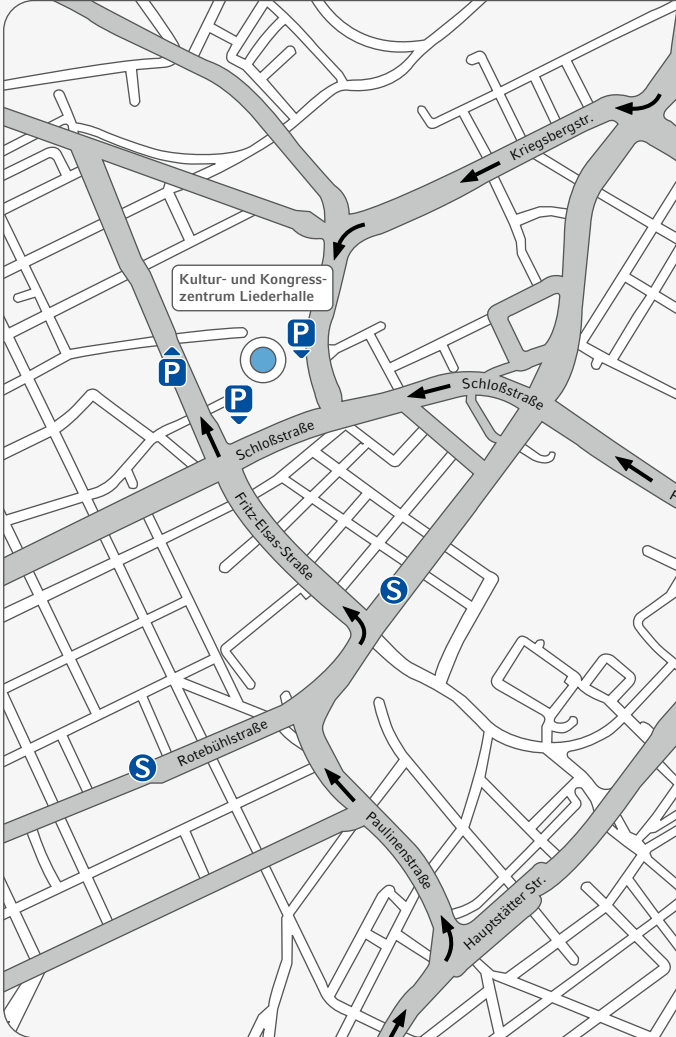 Kriegsbergstr.
Kultur- und Kongress-
zentrum Liederhalle
P
P
P
Schloßstraße
Schloßstraße
Fritz-Elsas-Straße
S
Rotebühlstraße
S
Paulinenstraße
Hauptstätter Str.